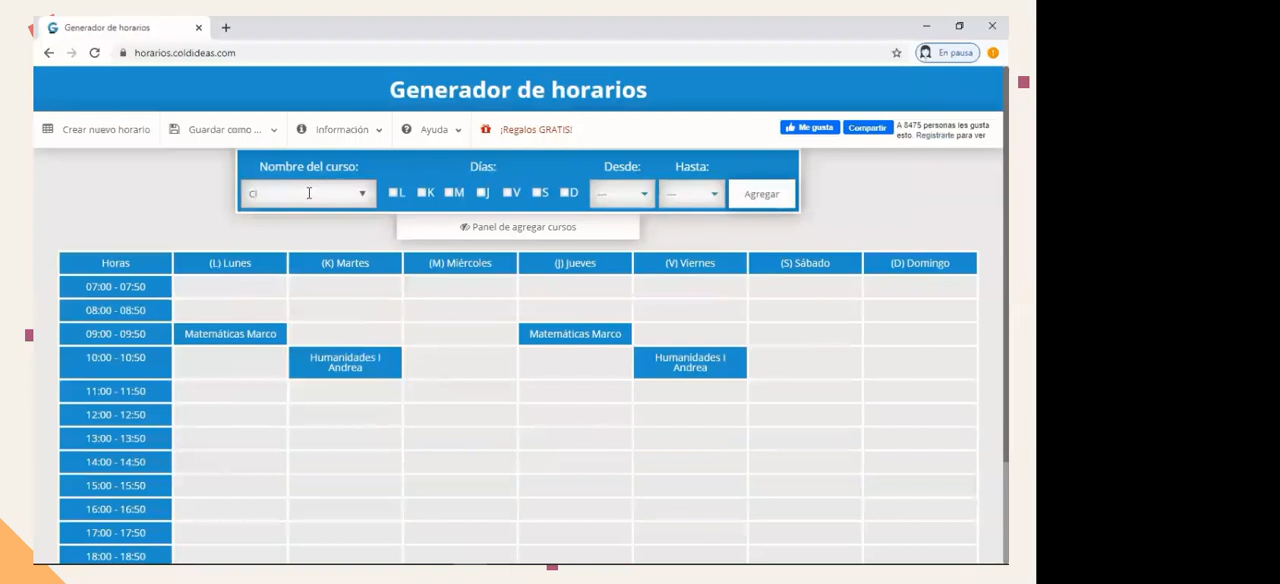 Generador de horarios
horarios.coldideas.com
En pausa
Generador de horarios
Crear nuevo horario
Guardar como ...
Información
Ayuda
¡Regalos GRATIS!
Me gusta
Compartir
A 8475 personas les gusta
esto. Registrarte para ver
Nombre del curso:
Días:
Desde:
Hasta:
L K M J V S D
---
---
Agregar
Panel de agregar cursos
Horas (L) Lunes (K) Martes (M) Miércoles (J) Jueves (V) Viernes (S) Sábado (D) Domingo
07:00 - 07:50
08:00 - 08:50
09:00 - 09:50 Matemáticas Marco Matemáticas Marco
10:00 - 10:50 Humanidades I Humanidades I
Andrea Andrea
11:00 - 11:50
12:00 - 12:50
13:00 - 13:50
14:00 - 14:50
15:00 - 15:50
16:00 - 16:50
17:00 - 17:50
18:00 - 18:50